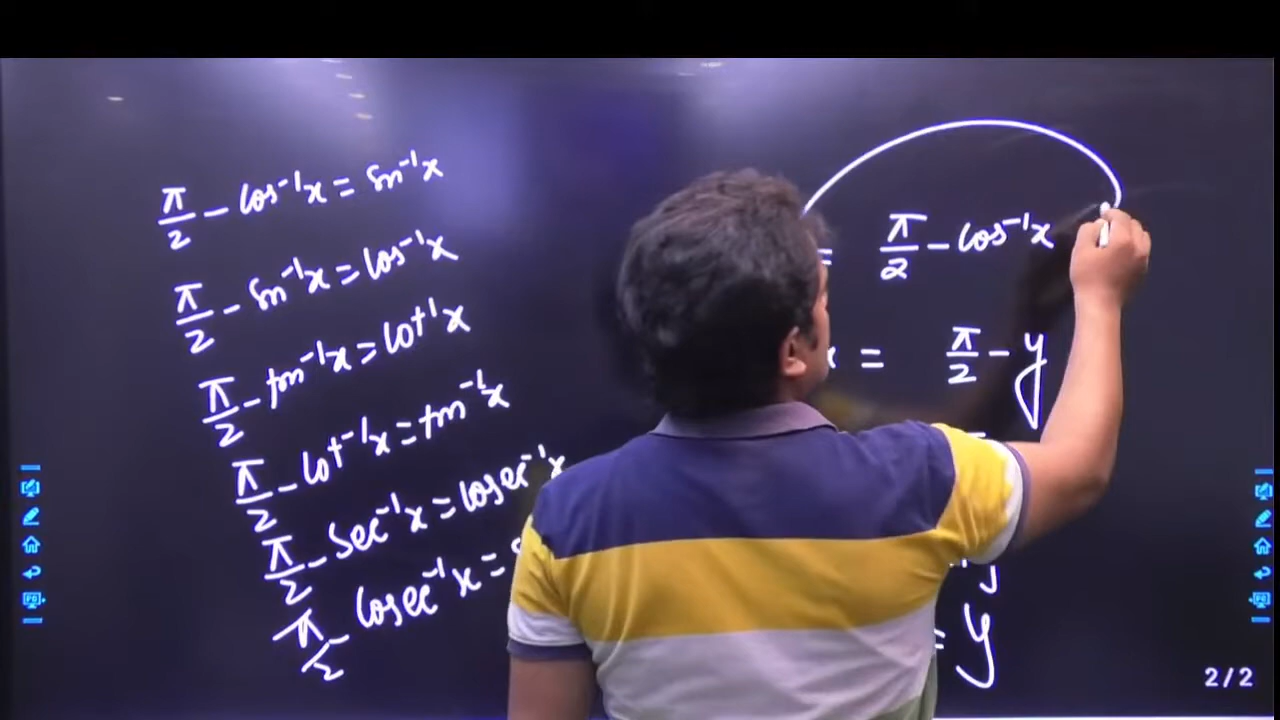 π/2 - cos⁻¹x = sin⁻¹x
π/2 - sin⁻¹x = cos⁻¹x
π/2 - tan⁻¹x = cot⁻¹x
π/2 - cot⁻¹x = tan⁻¹x
π/2 - sec⁻¹x = cosec⁻¹x
π/2 - cosec⁻¹x =
= π/2 - cos⁻¹x
x = π/2 - y
= y
2/2